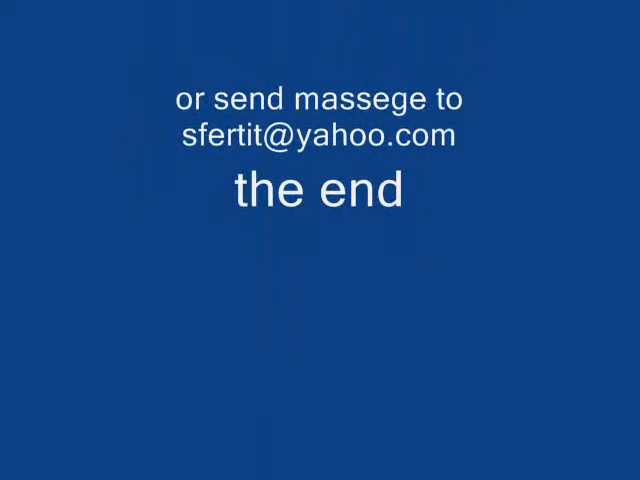 or send massege to
sfertit@yahoo.com
the end